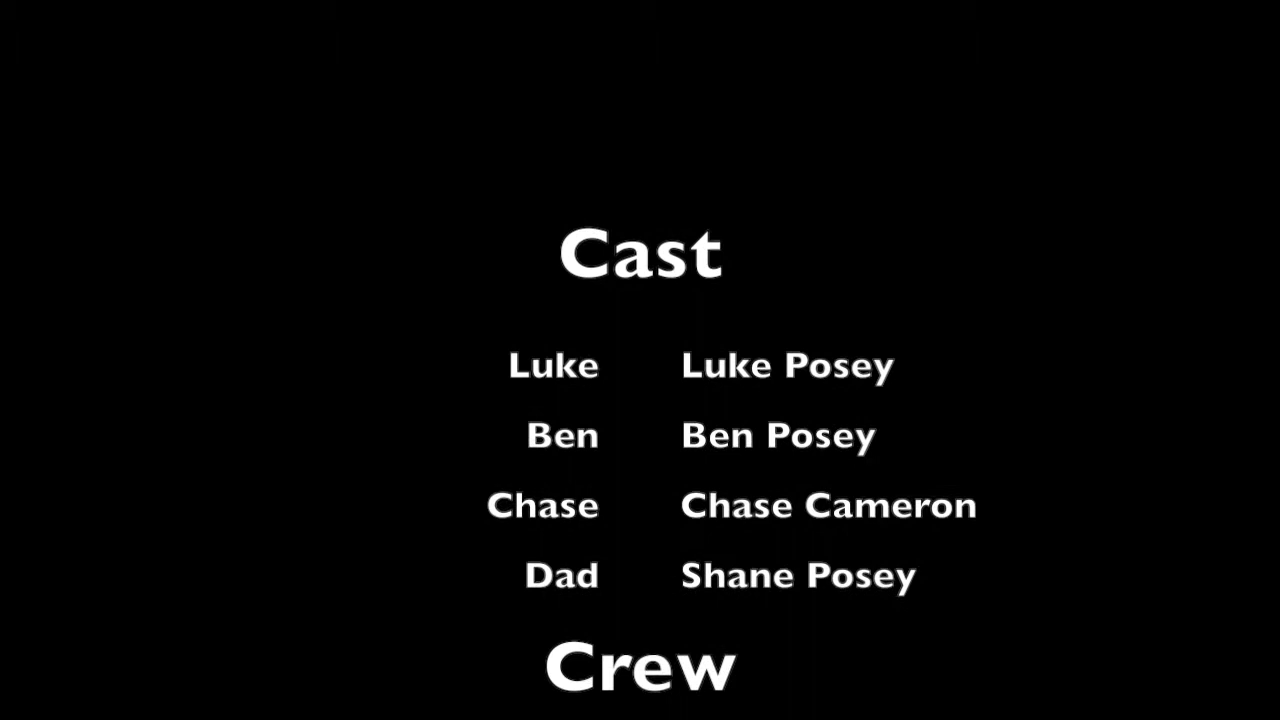 Cast
Luke Luke Posey
Ben Ben Posey
Chase Chase Cameron
Dad Shane Posey
Crew